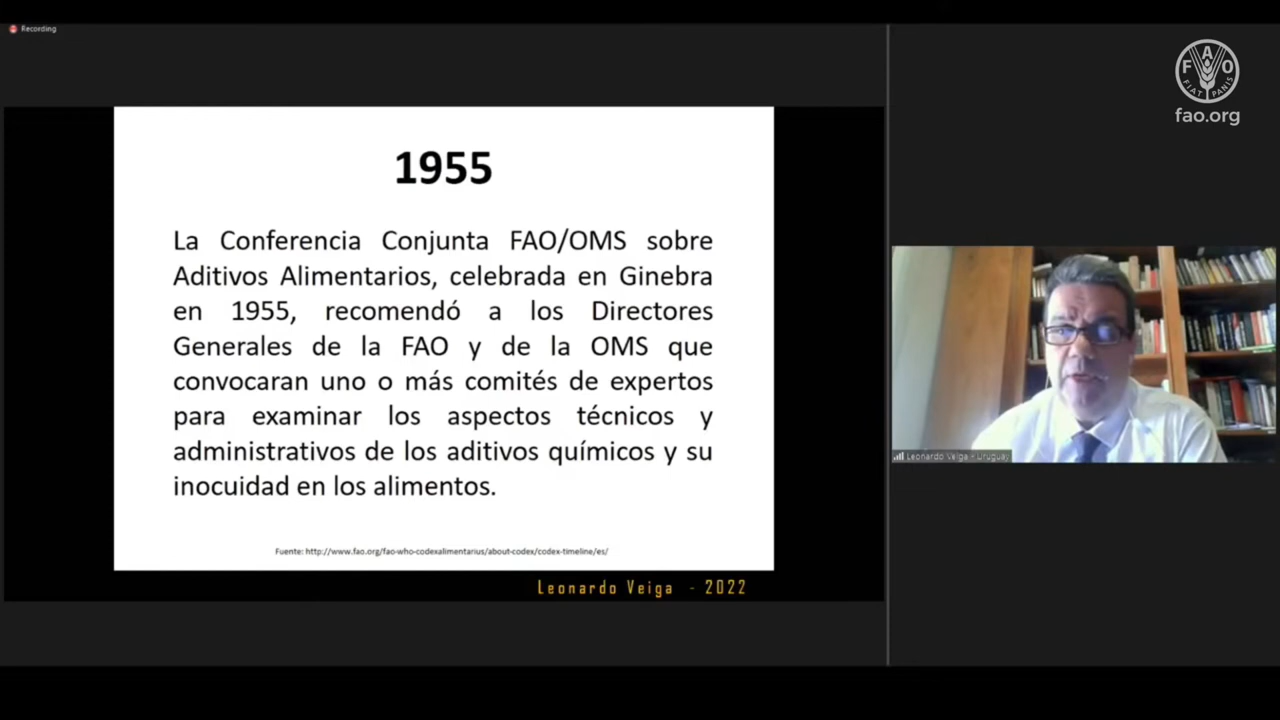 Recording
1955
La Conferencia Conjunta FAO/OMS sobre
Aditivos Alimentarios, celebrada en Ginebra
en 1955, recomendó a los Directores
Generales de la FAO y de la OMS que
convocaran uno o más comités de expertos
para examinar los aspectos técnicos y
administrativos de los aditivos químicos y su
inocuidad en los alimentos.
Fuente: http://www.fao.org/fao-who-codexalimentarius/about-codex/codex-timeline/es/
Leonardo Veiga - 2022
F A O
FIAT PANIS
fao.org
Leonardo Veiga - Uruguay